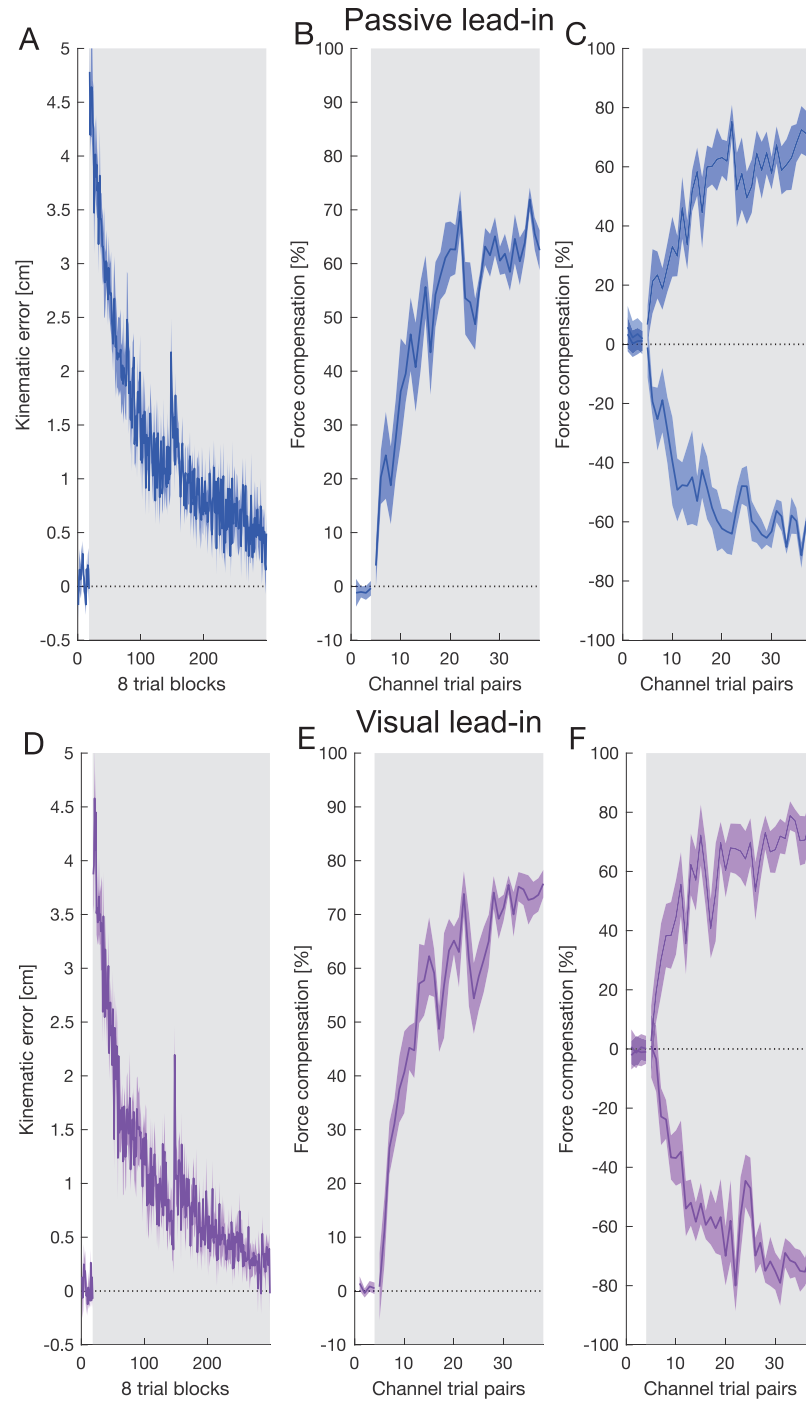 Passive lead-in
A
B
C
5
4.5
4
3.5
3
2.5
2
1.5
1
0.5
0
-0.5
Kinematic error [cm]
0 100 200
8 trial blocks
100
90
80
70
60
50
40
30
20
10
0
-10
Force compensation [%]
0 10 20 30
Channel trial pairs
100
80
60
40
20
0
-20
-40
-60
-80
-100
Force compensation [%]
0 10 20 30
Channel trial pairs
Visual lead-in
D
E
F
5
4.5
4
3.5
3
2.5
2
1.5
1
0.5
0
-0.5
Kinematic error [cm]
0 100 200
8 trial blocks
100
90
80
70
60
50
40
30
20
10
0
-10
Force compensation [%]
0 10 20 30
Channel trial pairs
100
80
60
40
20
0
-20
-40
-60
-80
-100
Force compensation [%]
0 10 20 30
Channel trial pairs